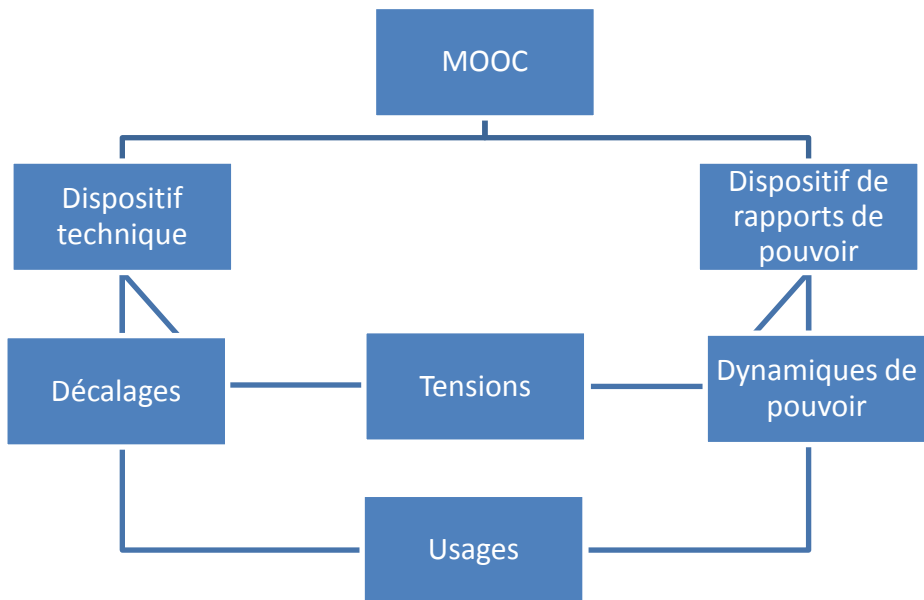 MOOC
Dispositif
technique
Dispositif de
rapports de
pouvoir
Décalages
Tensions
Dynamiques de
pouvoir
Usages